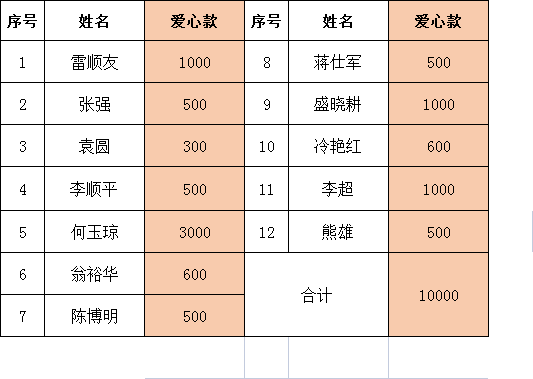 序号 姓名 爱心款 序号 姓名 爱心款
1 雷顺友 1000 8 蒋仕军 500
2 张强 500 9 盛晓耕 1000
3 袁圆 300 10 冷艳红 600
4 李顺平 500 11 李超 1000
5 何玉琼 3000 12 熊雄 500
6 翁裕华 600
合计 10000
7 陈博明 500